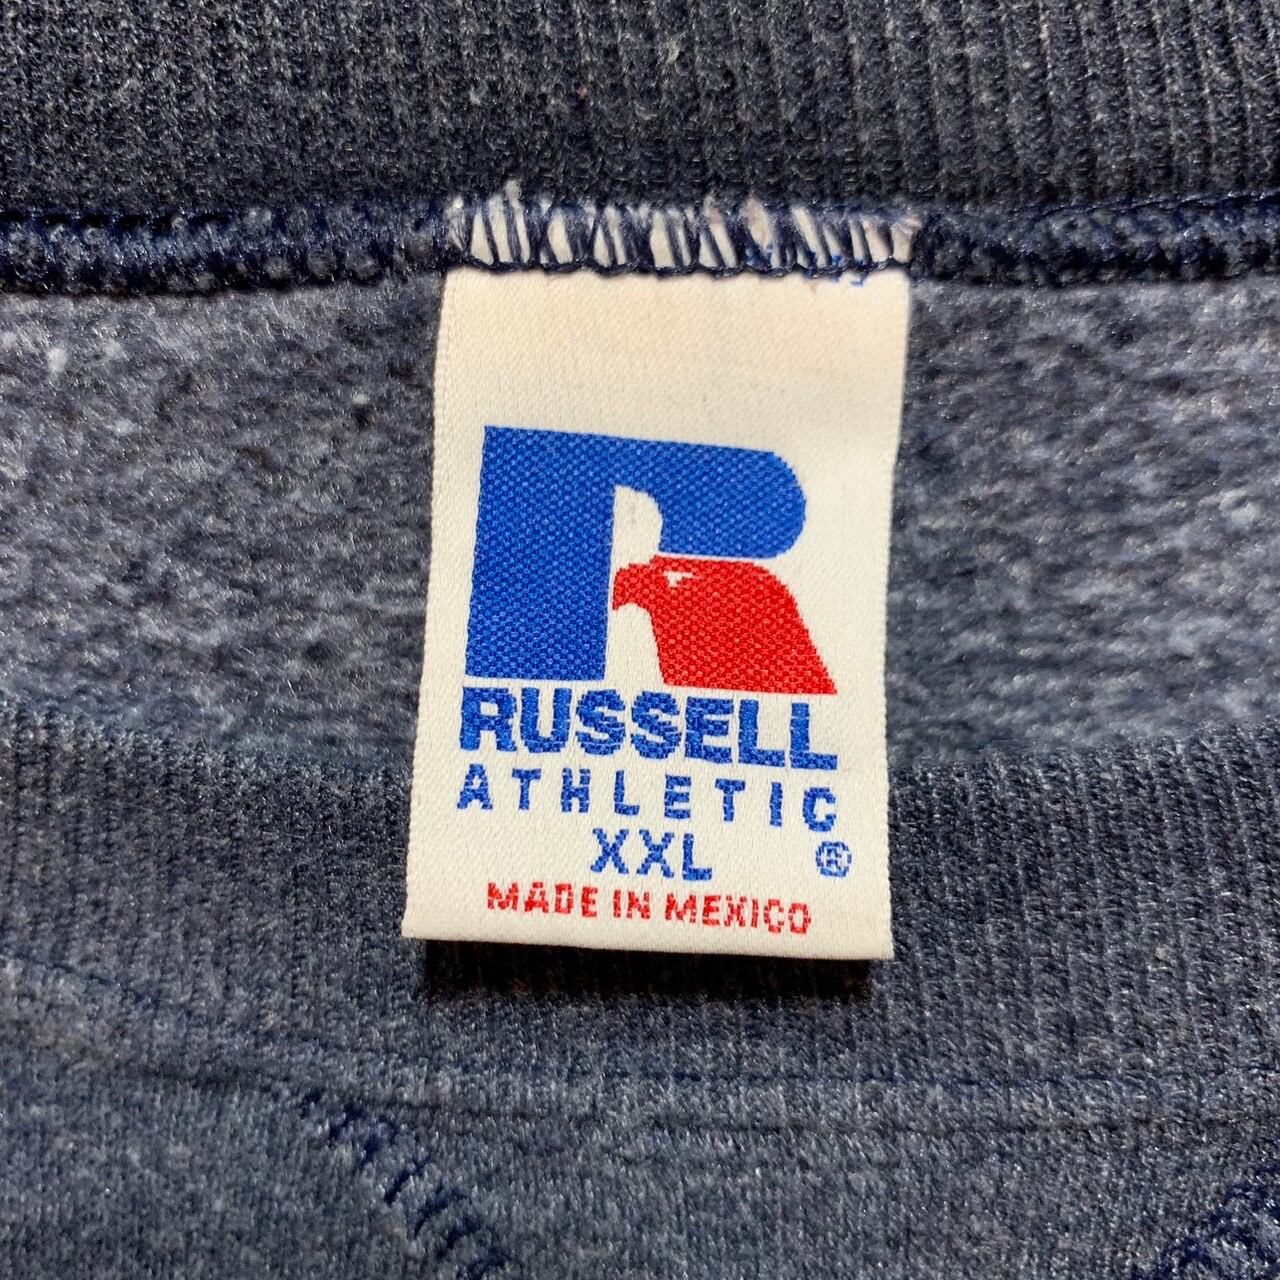 RUSSELL
ATHLETIC
XXL ®
MADE IN MEXICO